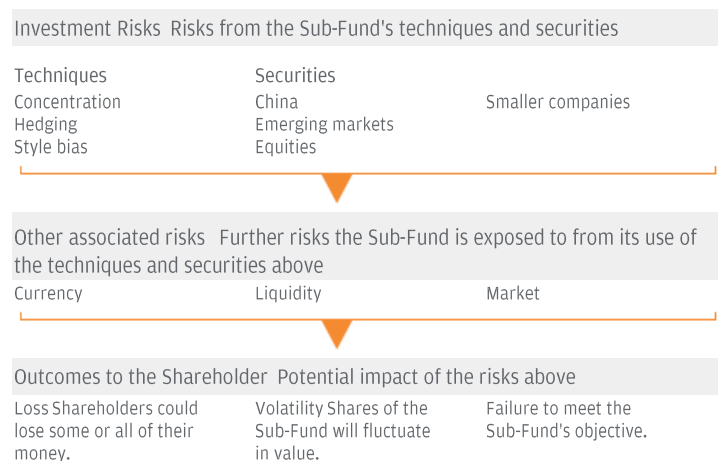 Investment Risks Risks from the Sub-Fund's techniques and securities
Techniques
Concentration
Hedging
Style bias
Securities
China
Emerging markets
Equities
Smaller companies
Other associated risks Further risks the Sub-Fund is exposed to from its use of
the techniques and securities above
Currency
Liquidity
Market
Outcomes to the Shareholder Potential impact of the risks above
Loss Shareholders could
lose some or all of their
money.
Volatility Shares of the
Sub-Fund will fluctuate
in value.
Failure to meet the
Sub-Fund's objective.